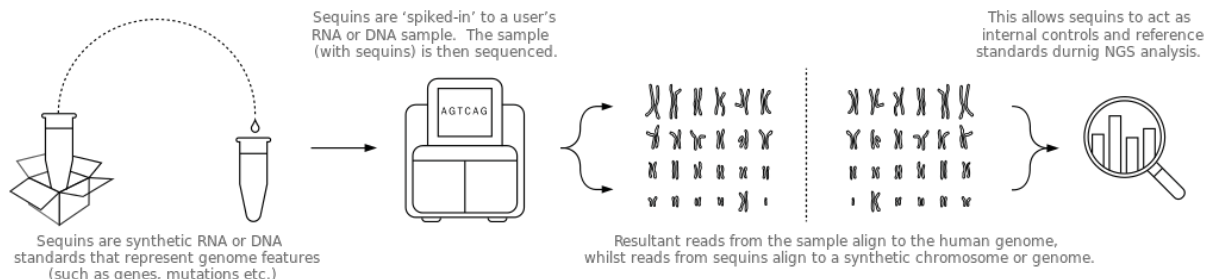 Sequins are ‘spiked-in’ to a user’s
RNA or DNA sample.  The sample
(with sequins) is then sequenced.
This allows sequins to act as
internal controls and reference
standards durnig NGS analysis.
AGTCAG
Sequins are synthetic RNA or DNA
standards that represent genome features
(such as genes, mutations etc.)
Resultant reads from the sample align to the human genome,
whilst reads from sequins align to a synthetic chromosome or genome.